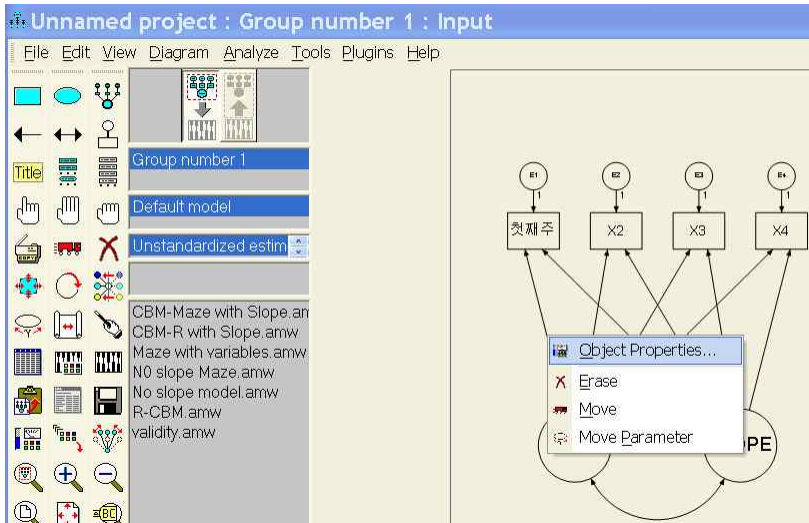 Unnamed project : Group number 1 : Input
File Edit View Diagram Analyze Tools Plugins Help
Title
Group number 1
Default model
Unstandardized estim
CBM-Maze with Slope.am
CBM-R with Slope.amw
Maze with variables.amw
N0 slope Maze.amw
No slope model.amw
R-CBM.amw
validity.amw
E1 E2 E3 E4
1 1 1 1
첫째주 X2 X3 X4
Object Properties...
Erase
Move
Move Parameter
OPE